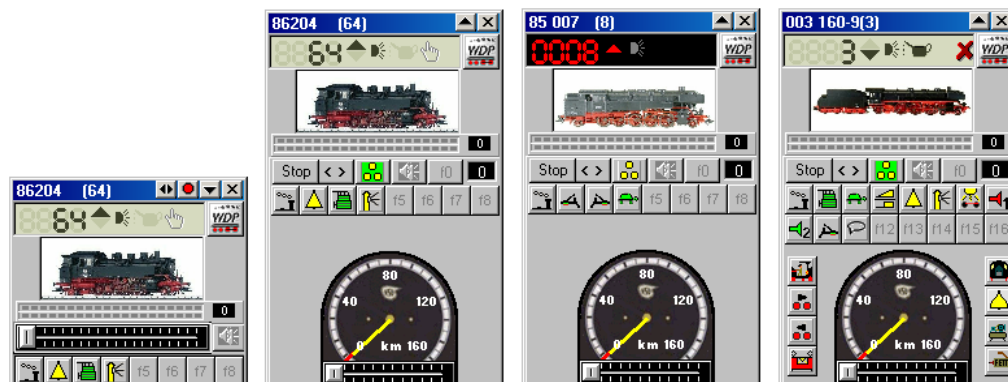 86204 (64)
64
WDP
0
f5 f6 f7 f8
86204 (64)
64
WDP
0
Stop < > f0 0
f5 f6 f7 f8
80
40 120
0 km 160
85 007 (8)
0008
WDP
0
Stop < > f0 0
f5 f6 f7 f8
80
40 120
0 km 160
003 160-9(3)
3
WDP
0
Stop < > f0 0
1
2 f12 f13 f14 f15 f16
80
40 120
0 km 160